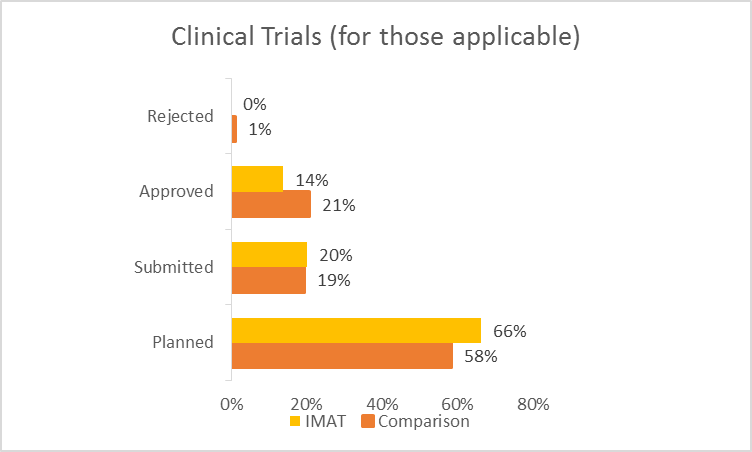 Clinical Trials (for those applicable)
Rejected
0%
1%
Approved
14%
21%
Submitted
20%
19%
Planned
66%
58%
0% 20% 40% 60% 80%
IMAT Comparison